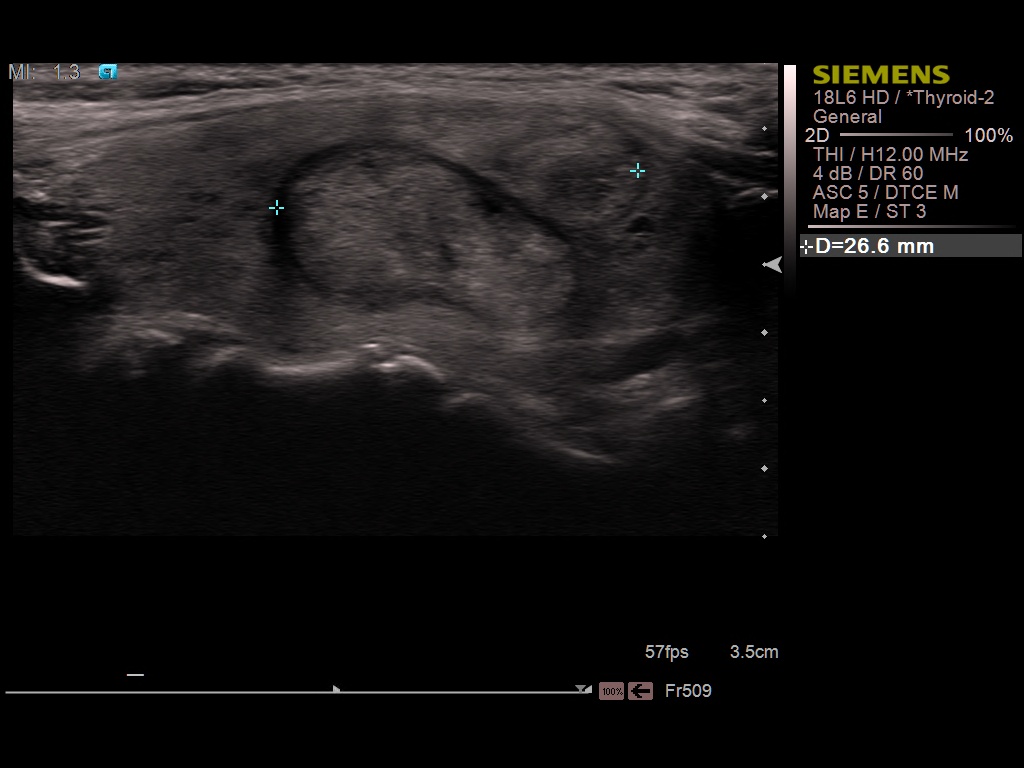 MI: 1.3
SIEMENS
18L6 HD / *Thyroid-2
General
2D 100%
THI / H12.00 MHz
4 dB / DR 60
ASC 5 / DTCE M
Map E / ST 3
D=26.6 mm
57fps 3.5cm
100% Fr509